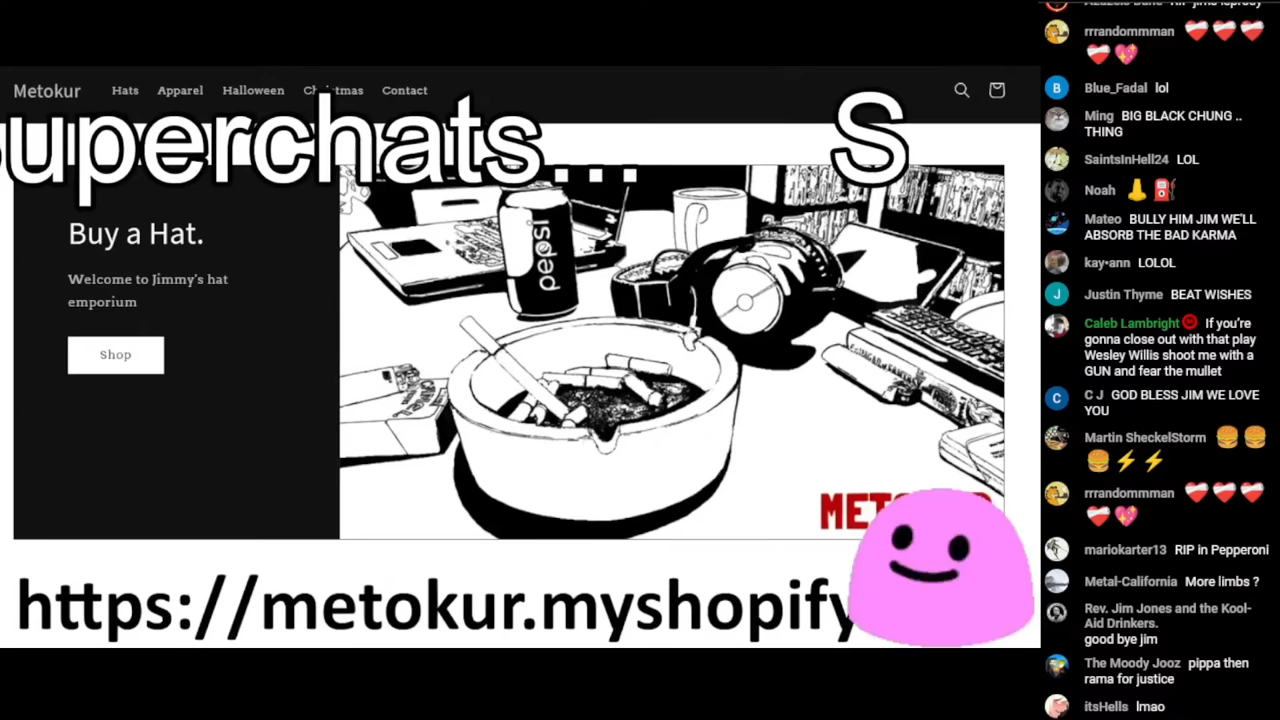 Metokur
Hats
Apparel
Halloween
Christmas
Contact
Superchats...
S
Buy a Hat.
Welcome to Jimmy's hat
emporium
Shop
pepsi
https://metokur.myshopify
rrrandommman ❤️‍🩹❤️‍🩹❤️‍🩹
❤️‍🩹💖
Blue_Fadal lol
Ming BIG BLACK CHUNG ..
THING
SaintsInHell24 LOL
Noah 👃⛽
Mateo BULLY HIM JIM WE'LL
ABSORB THE BAD KARMA
kay•ann LOLOL
J
Justin Thyme BEAT WISHES
Caleb Lambright If you're
gonna close out with that play
Wesley Willis shoot me with a
GUN and fear the mullet
C
C J GOD BLESS JIM WE LOVE
YOU
Martin SheckelStorm 🍔🍔
🍔⚡⚡
rrrandommman ❤️‍🩹❤️‍🩹❤️‍🩹
❤️‍🩹💖
mariokarter13 RIP in Pepperoni
Metal-California More limbs ?
Rev. Jim Jones and the Kool-
Aid Drinkers.
good bye jim
The Moody Jooz pippa then
rama for justice
itsHells lmao